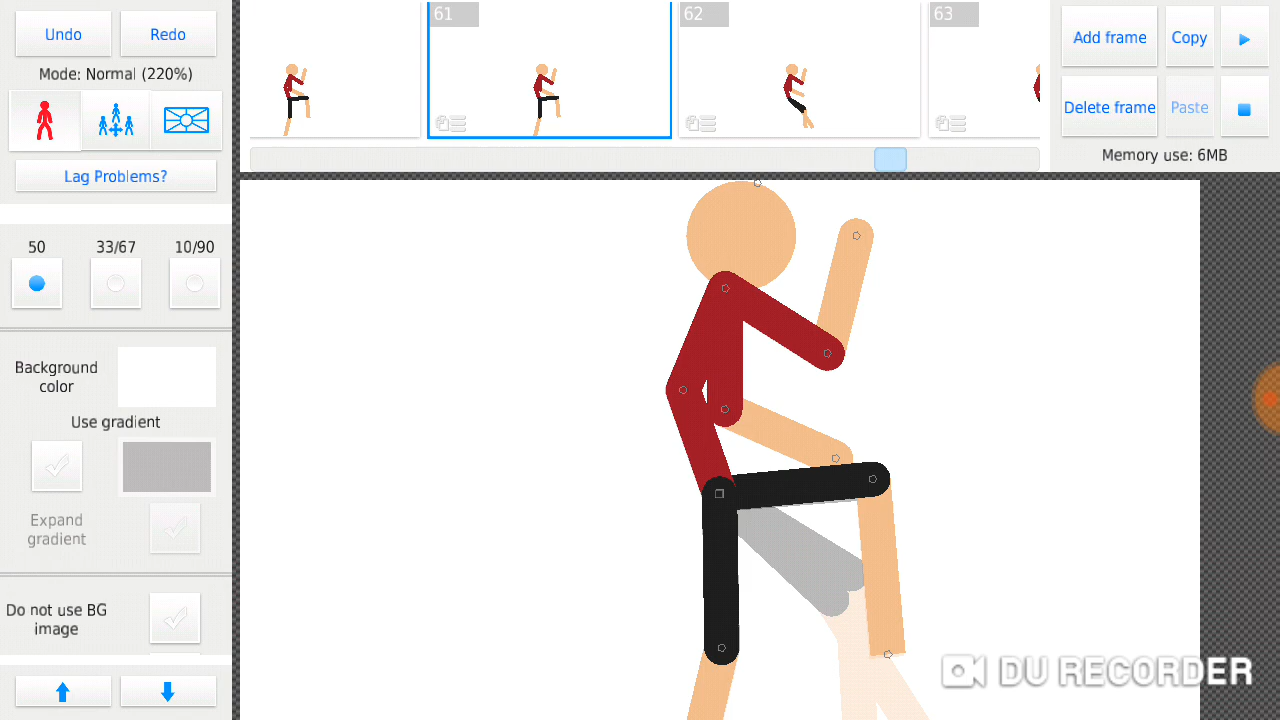 Undo
Redo
61
62
63
Add frame
Copy
Mode: Normal (220%)
Delete frame
Paste
Memory use: 6MB
Lag Problems?
50
33/67
10/90
Background
color
Use gradient
Expand
gradient
Do not use BG
image
DU RECORDER